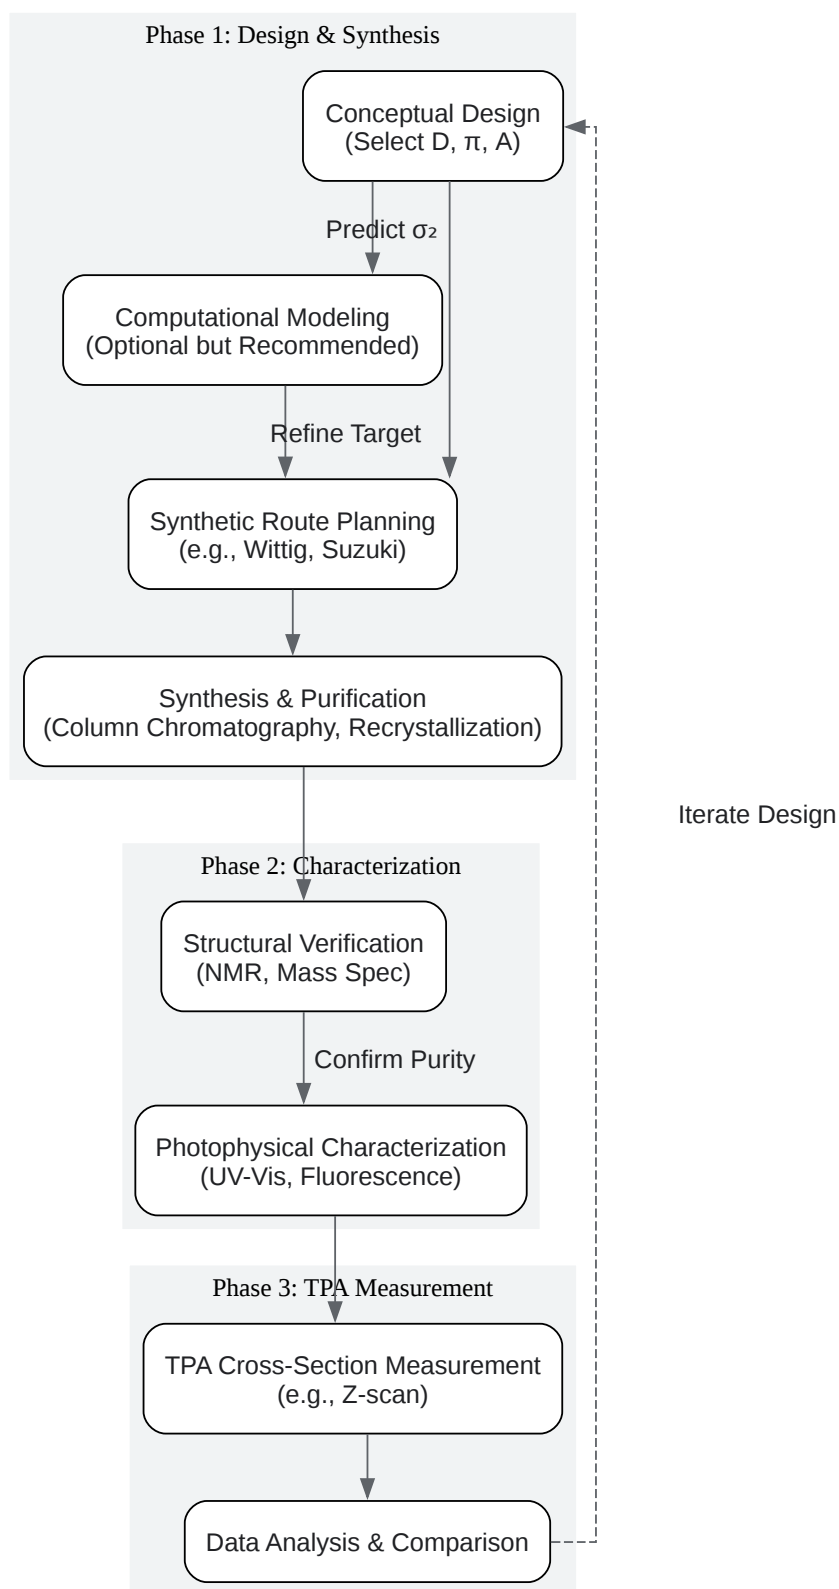 Phase 1: Design & Synthesis
Conceptual Design
(Select D, π, A)
Predict σ₂
Computational Modeling
(Optional but Recommended)
Refine Target
Synthetic Route Planning
(e.g., Wittig, Suzuki)
Synthesis & Purification
(Column Chromatography, Recrystallization)
Iterate Design
Phase 2: Characterization
Structural Verification
(NMR, Mass Spec)
Confirm Purity
Photophysical Characterization
(UV-Vis, Fluorescence)
Phase 3: TPA Measurement
TPA Cross-Section Measurement
(e.g., Z-scan)
Data Analysis & Comparison